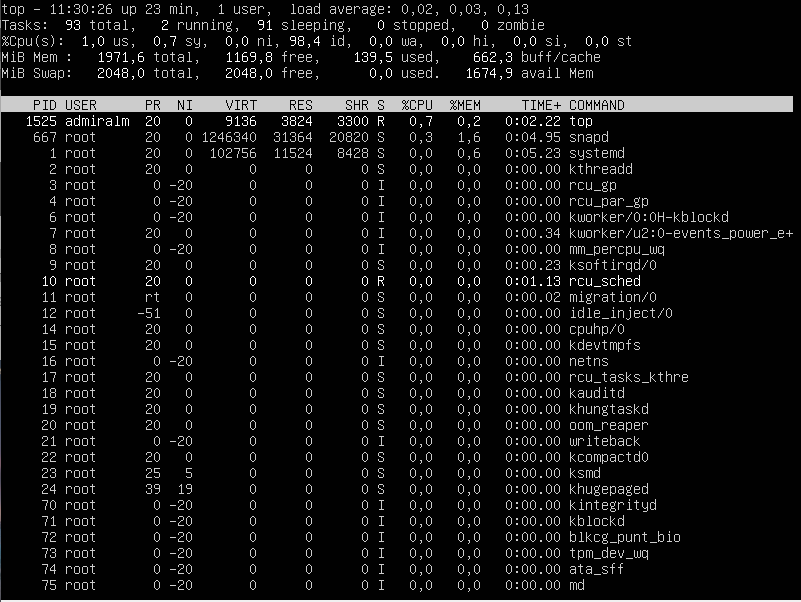 top - 11:30:26 up 23 min,  1 user,  load average: 0,02, 0,03, 0,13
Tasks:  93 total,   2 running,  91 sleeping,   0 stopped,   0 zombie
%Cpu(s):  1,0 us,  0,7 sy,  0,0 ni, 98,4 id,  0,0 wa,  0,0 hi,  0,0 si,  0,0 st
MiB Mem :   1971,6 total,   1169,8 free,    139,5 used,    662,3 buff/cache
MiB Swap:   2048,0 total,   2048,0 free,      0,0 used.   1674,9 avail Mem
PID USER      PR  NI    VIRT    RES    SHR S  %CPU  %MEM     TIME+ COMMAND
1525 admiralm  20   0    9136   3824   3300 R   0,7   0,2   0:02.22 top
667 root      20   0 1246340  31364  20820 S   0,3   1,6   0:04.95 snapd
1 root      20   0  102756  11524   8428 S   0,0   0,6   0:05.23 systemd
2 root      20   0       0      0      0 S   0,0   0,0   0:00.00 kthreadd
3 root       0 -20       0      0      0 I   0,0   0,0   0:00.00 rcu_gp
4 root       0 -20       0      0      0 I   0,0   0,0   0:00.00 rcu_par_gp
6 root       0 -20       0      0      0 I   0,0   0,0   0:00.00 kworker/0:0H-kblockd
7 root      20   0       0      0      0 I   0,0   0,0   0:00.34 kworker/u2:0-events_power_e+
8 root       0 -20       0      0      0 I   0,0   0,0   0:00.00 mm_percpu_wq
9 root      20   0       0      0      0 S   0,0   0,0   0:00.23 ksoftirqd/0
10 root      20   0       0      0      0 R   0,0   0,0   0:01.13 rcu_sched
11 root      rt   0       0      0      0 S   0,0   0,0   0:00.02 migration/0
12 root     -51   0       0      0      0 S   0,0   0,0   0:00.00 idle_inject/0
14 root      20   0       0      0      0 S   0,0   0,0   0:00.00 cpuhp/0
15 root      20   0       0      0      0 S   0,0   0,0   0:00.00 kdevtmpfs
16 root       0 -20       0      0      0 I   0,0   0,0   0:00.00 netns
17 root      20   0       0      0      0 S   0,0   0,0   0:00.00 rcu_tasks_kthre
18 root      20   0       0      0      0 S   0,0   0,0   0:00.00 kauditd
19 root      20   0       0      0      0 S   0,0   0,0   0:00.00 khungtaskd
20 root      20   0       0      0      0 S   0,0   0,0   0:00.00 oom_reaper
21 root       0 -20       0      0      0 I   0,0   0,0   0:00.00 writeback
22 root      20   0       0      0      0 S   0,0   0,0   0:00.00 kcompactd0
23 root      25   5       0      0      0 S   0,0   0,0   0:00.00 ksmd
24 root      39  19       0      0      0 S   0,0   0,0   0:00.00 khugepaged
70 root       0 -20       0      0      0 I   0,0   0,0   0:00.00 kintegrityd
71 root       0 -20       0      0      0 I   0,0   0,0   0:00.00 kblockd
72 root       0 -20       0      0      0 I   0,0   0,0   0:00.00 blkcg_punt_bio
73 root       0 -20       0      0      0 I   0,0   0,0   0:00.00 tpm_dev_wq
74 root       0 -20       0      0      0 I   0,0   0,0   0:00.00 ata_sff
75 root       0 -20       0      0      0 I   0,0   0,0   0:00.00 md